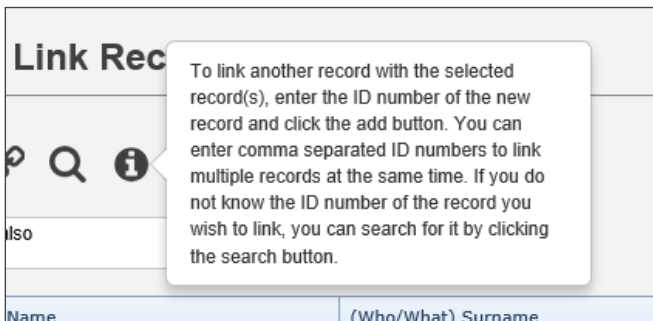 Link Rec
To link another record with the selected
record(s), enter the ID number of the new
record and click the add button. You can
enter comma separated ID numbers to link
multiple records at the same time. If you do
not know the ID number of the record you
wish to link, you can search for it by clicking
the search button.
also
Name
(Who/What) Surname